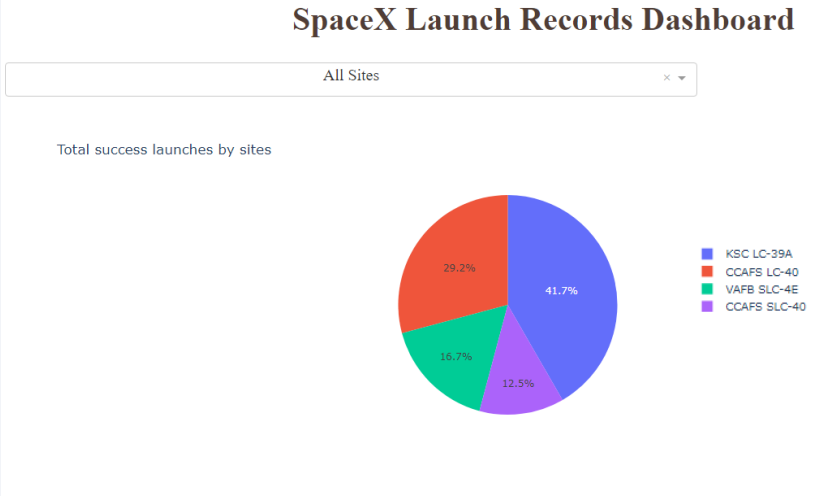 SpaceX Launch Records Dashboard
All Sites
×
Total success launches by sites
KSC LC-39A
CCAFS LC-40
VAFB SLC-4E
CCAFS SLC-40
29.2%
41.7%
16.7%
12.5%